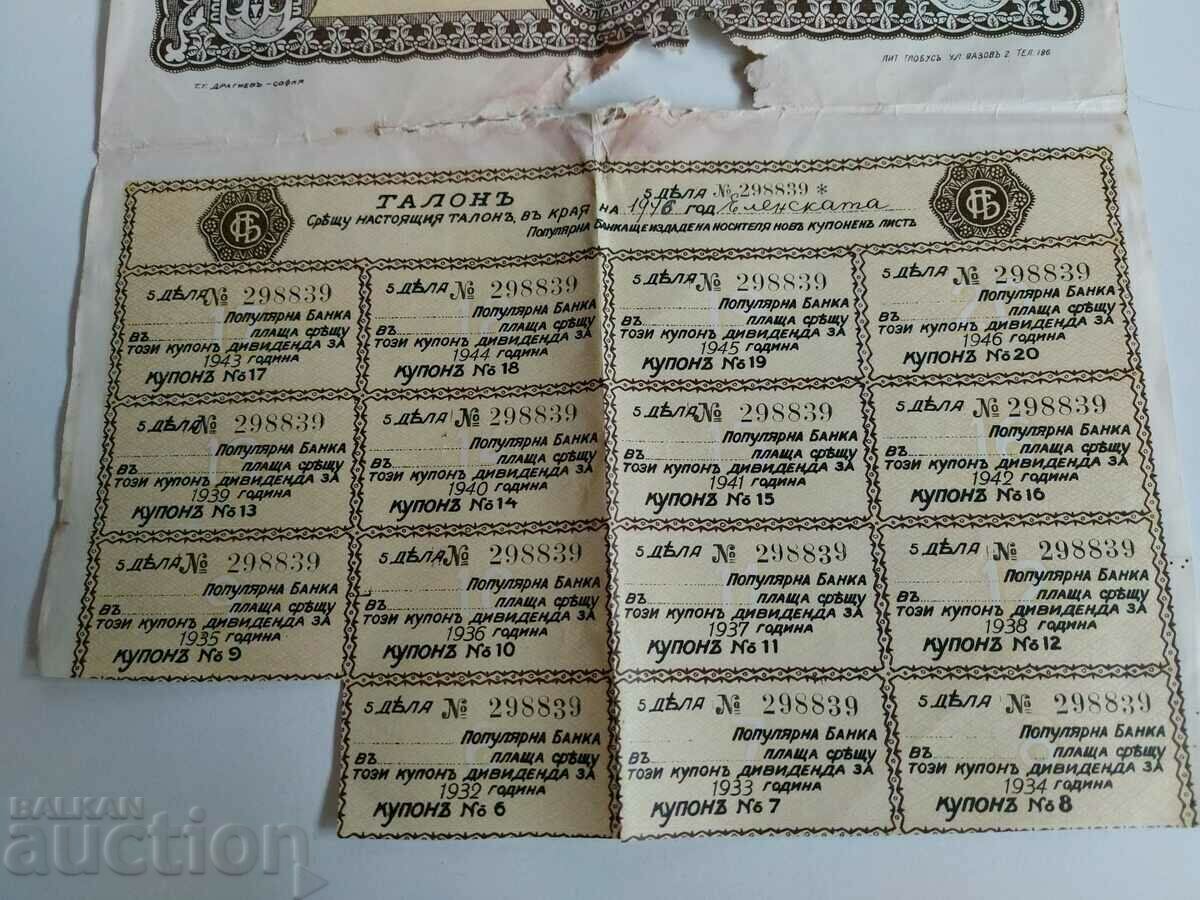 БЪЛГАРИЯ
Т.Г. ДРАГИЕВЪ – СОФИЯ
ЛИТ ГЛОБУСЪ УЛ. ВАЗОВЪ 2 ТЕЛ. 186
ТАЛОНЪ
5 ДѢЛА № 298839 *
СРѢЩУ НАСТОЯЩИЯ ТАЛОНЪ, ВЪ КРАЯ НА 1946 ГОД Еленската
ПОПУЛЯРНА БАНКА ЩЕ ИЗДАДЕ НА НОСИТЕЛЯ НОВЪ КУПОНЕНЪ ЛИСТЪ
5 ДѢЛА № 298839
ПОПУЛЯРНА БАНКА
ВЪ ПЛАЩА СРѢЩУ
ТОЗИ КУПОНЪ ДИВИДЕНДА ЗА
1943 ГОДИНА
КУПОНЪ № 17
5 ДѢЛА № 298839
ПОПУЛЯРНА БАНКА
ВЪ ПЛАЩА СРѢЩУ
ТОЗИ КУПОНЪ ДИВИДЕНДА ЗА
1944 ГОДИНА
КУПОНЪ № 18
5 ДѢЛА № 298839
ПОПУЛЯРНА БАНКА
ВЪ ПЛАЩА СРѢЩУ
ТОЗИ КУПОНЪ ДИВИДЕНДА ЗА
1945 ГОДИНА
КУПОНЪ № 19
5 ДѢЛА № 298839
ПОПУЛЯРНА БАНКА
ВЪ ПЛАЩА СРѢЩУ
ТОЗИ КУПОНЪ ДИВИДЕНДА ЗА
1946 ГОДИНА
КУПОНЪ № 20
5 ДѢЛА № 298839
ПОПУЛЯРНА БАНКА
ВЪ ПЛАЩА СРѢЩУ
ТОЗИ КУПОНЪ ДИВИДЕНДА ЗА
1939 ГОДИНА
КУПОНЪ № 13
5 ДѢЛА № 298839
ПОПУЛЯРНА БАНКА
ВЪ ПЛАЩА СРѢЩУ
ТОЗИ КУПОНЪ ДИВИДЕНДА ЗА
1940 ГОДИНА
КУПОНЪ № 14
5 ДѢЛА № 298839
ПОПУЛЯРНА БАНКА
ВЪ ПЛАЩА СРѢЩУ
ТОЗИ КУПОНЪ ДИВИДЕНДА ЗА
1941 ГОДИНА
КУПОНЪ № 15
5 ДѢЛА № 298839
ПОПУЛЯРНА БАНКА
ВЪ ПЛАЩА СРѢЩУ
ТОЗИ КУПОНЪ ДИВИДЕНДА ЗА
1942 ГОДИНА
КУПОНЪ № 16
5 ДѢЛА № 298839
ПОПУЛЯРНА БАНКА
ВЪ ПЛАЩА СРѢЩУ
ТОЗИ КУПОНЪ ДИВИДЕНДА ЗА
1935 ГОДИНА
КУПОНЪ № 9
5 ДѢЛА № 298839
ПОПУЛЯРНА БАНКА
ВЪ ПЛАЩА СРѢЩУ
ТОЗИ КУПОНЪ ДИВИДЕНДА ЗА
1936 ГОДИНА
КУПОНЪ № 10
5 ДѢЛА № 298839
ПОПУЛЯРНА БАНКА
ВЪ ПЛАЩА СРѢЩУ
ТОЗИ КУПОНЪ ДИВИДЕНДА ЗА
1937 ГОДИНА
КУПОНЪ № 11
5 ДѢЛА № 298839
ПОПУЛЯРНА БАНКА
ВЪ ПЛАЩА СРѢЩУ
ТОЗИ КУПОНЪ ДИВИДЕНДА ЗА
1938 ГОДИНА
КУПОНЪ № 12
5 ДѢЛА № 298839
ПОПУЛЯРНА БАНКА
ВЪ ПЛАЩА СРѢЩУ
ТОЗИ КУПОНЪ ДИВИДЕНДА ЗА
1932 ГОДИНА
КУПОНЪ № 6
5 ДѢЛА № 298839
ПОПУЛЯРНА БАНКА
ВЪ ПЛАЩА СРѢЩУ
ТОЗИ КУПОНЪ ДИВИДЕНДА ЗА
1933 ГОДИНА
КУПОНЪ № 7
5 ДѢЛА № 298839
ПОПУЛЯРНА БАНКА
ВЪ ПЛАЩА СРѢЩУ
ТОЗИ КУПОНЪ ДИВИДЕНДА ЗА
1934 ГОДИНА
КУПОНЪ № 8
BALKAN
auction